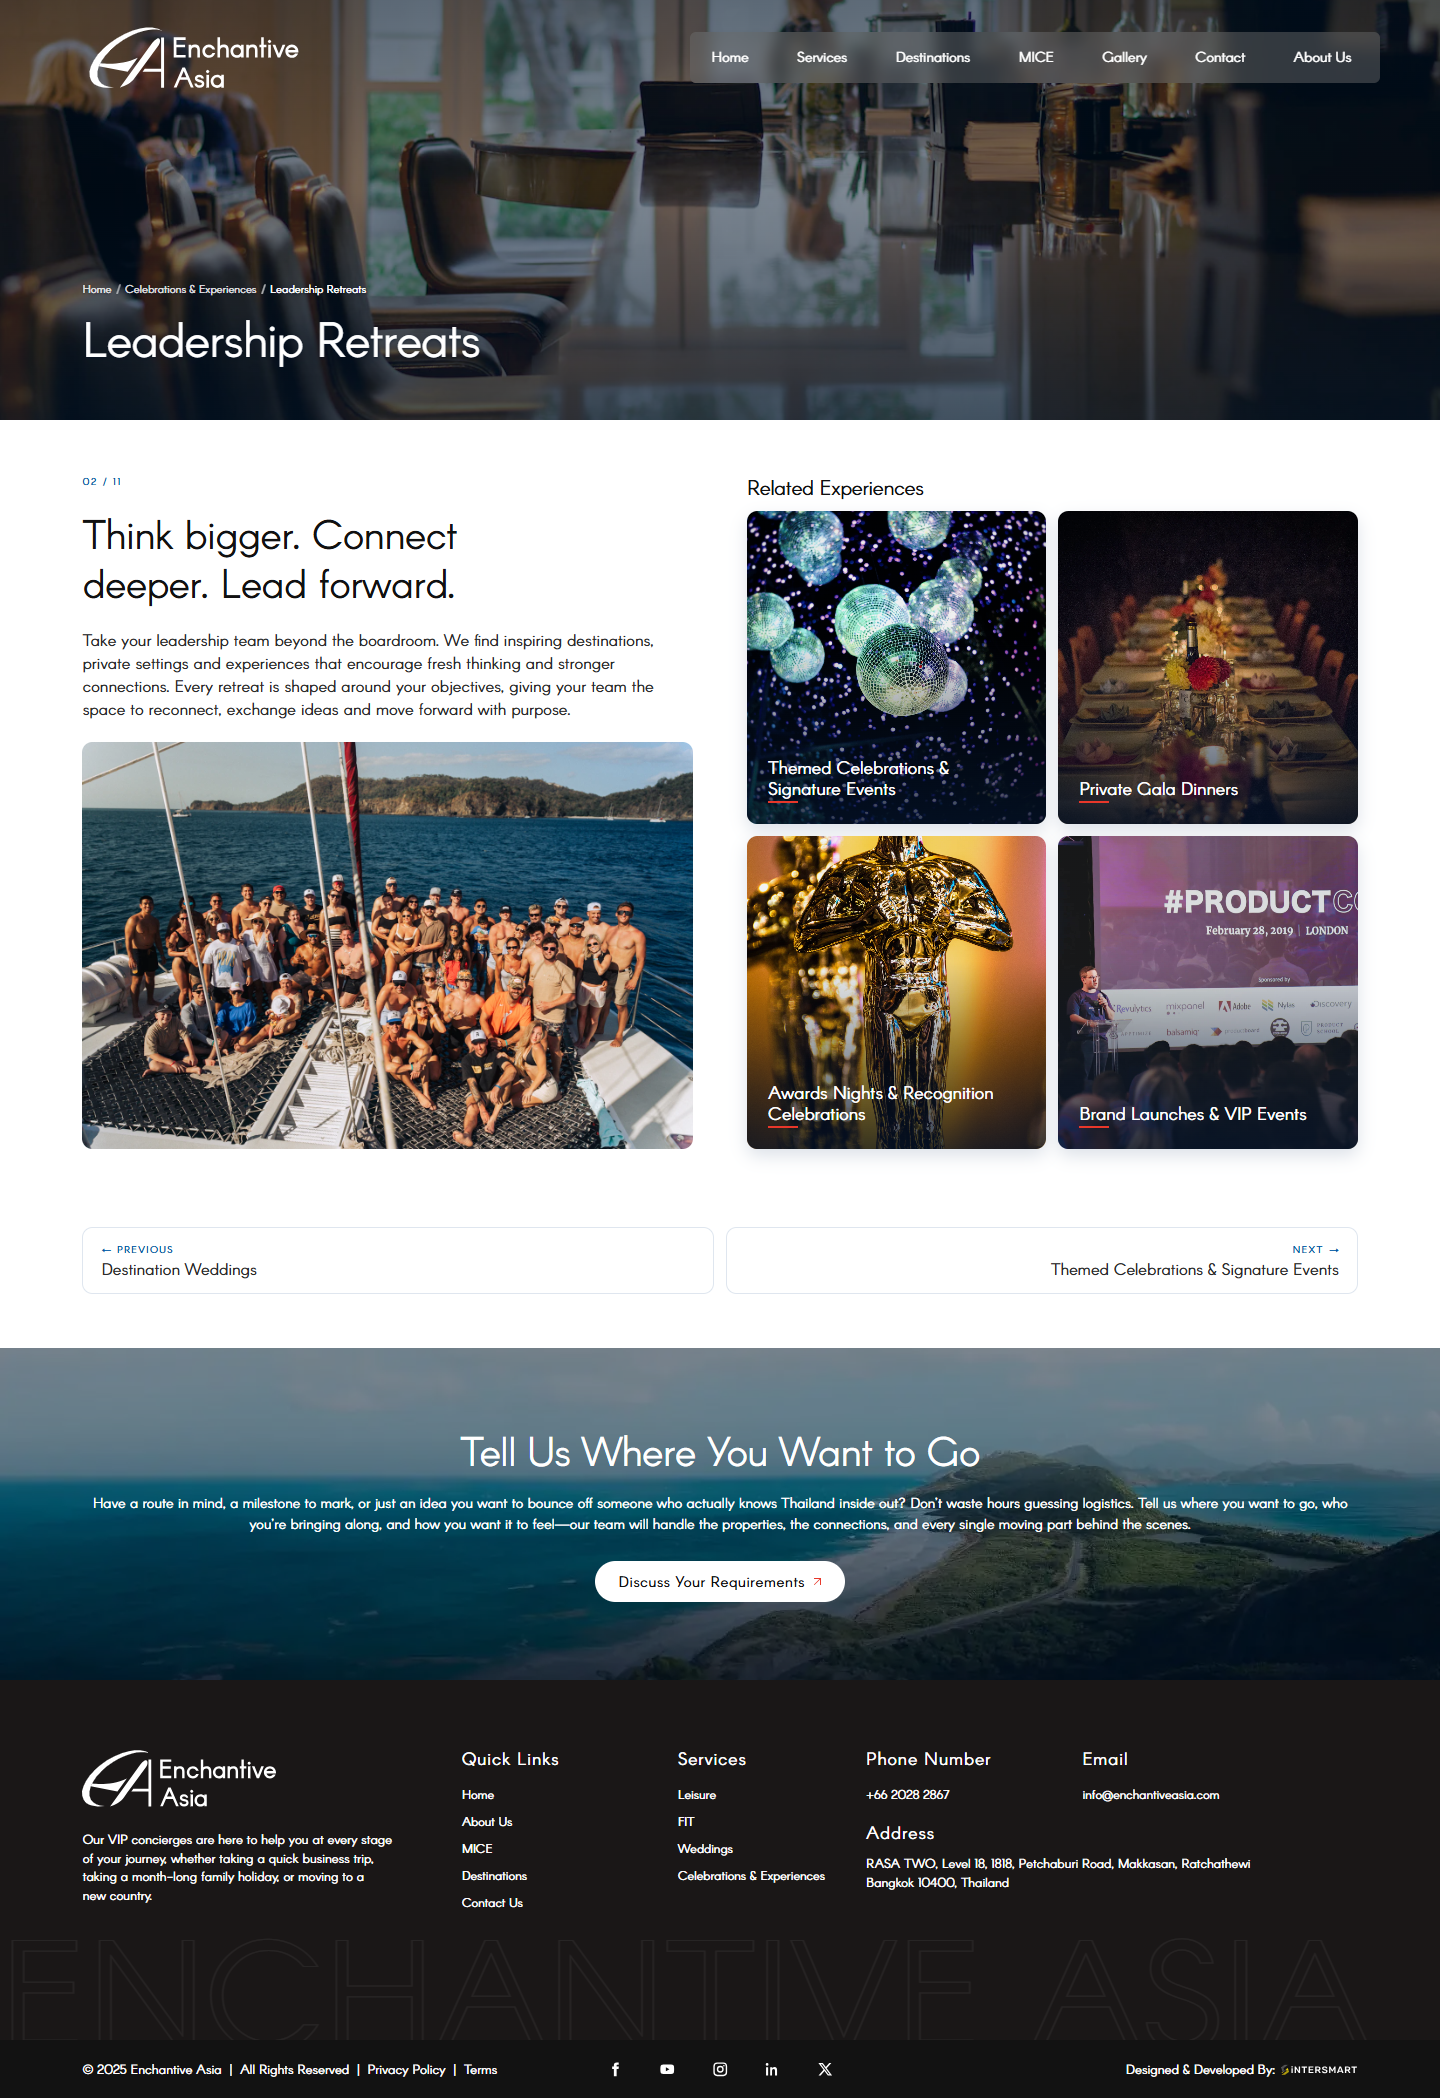 Enchantive
Asia
Home
Services
Destinations
MICE
Gallery
Contact
About Us
Home / Celebrations & Experiences / Leadership Retreats
Leadership Retreats
02 / 11
Think bigger. Connect
deeper. Lead forward.
Take your leadership team beyond the boardroom. We find inspiring destinations,
private settings and experiences that encourage fresh thinking and stronger
connections. Every retreat is shaped around your objectives, giving your team the
space to reconnect, exchange ideas and move forward with purpose.
Related Experiences
Themed Celebrations &
Signature Events
Private Gala Dinners
Awards Nights & Recognition
Celebrations
#PRODUCTCO
February 28, 2019 | LONDON
Sponsored by
Revulytics
mixpanel
Adobe
Nylas
Discovery
balsamiq
PRODUCT
SCHOOL
Brand Launches & VIP Events
← PREVIOUS
Destination Weddings
NEXT →
Themed Celebrations & Signature Events
Tell Us Where You Want to Go
Have a route in mind, a milestone to mark, or just an idea you want to bounce off someone who actually knows Thailand inside out? Don't waste hours guessing logistics. Tell us where you want to go, who
you're bringing along, and how you want it to feel—our team will handle the properties, the connections, and every single moving part behind the scenes.
Discuss Your Requirements
Enchantive
Asia
Our VIP concierges are here to help you at every stage
of your journey, whether taking a quick business trip,
taking a month-long family holiday, or moving to a
new country.
Quick Links
Home
About Us
MICE
Destinations
Contact Us
Services
Leisure
FIT
Weddings
Celebrations & Experiences
Phone Number
+66 2028 2867
Email
info@enchantiveasia.com
Address
RASA TWO, Level 18, 1818, Petchaburi Road, Makkasan, Ratchathewi
Bangkok 10400, Thailand
ENCHANTIVE ASIA
© 2025 Enchantive Asia | All Rights Reserved | Privacy Policy | Terms
Designed & Developed By: INTERSMART